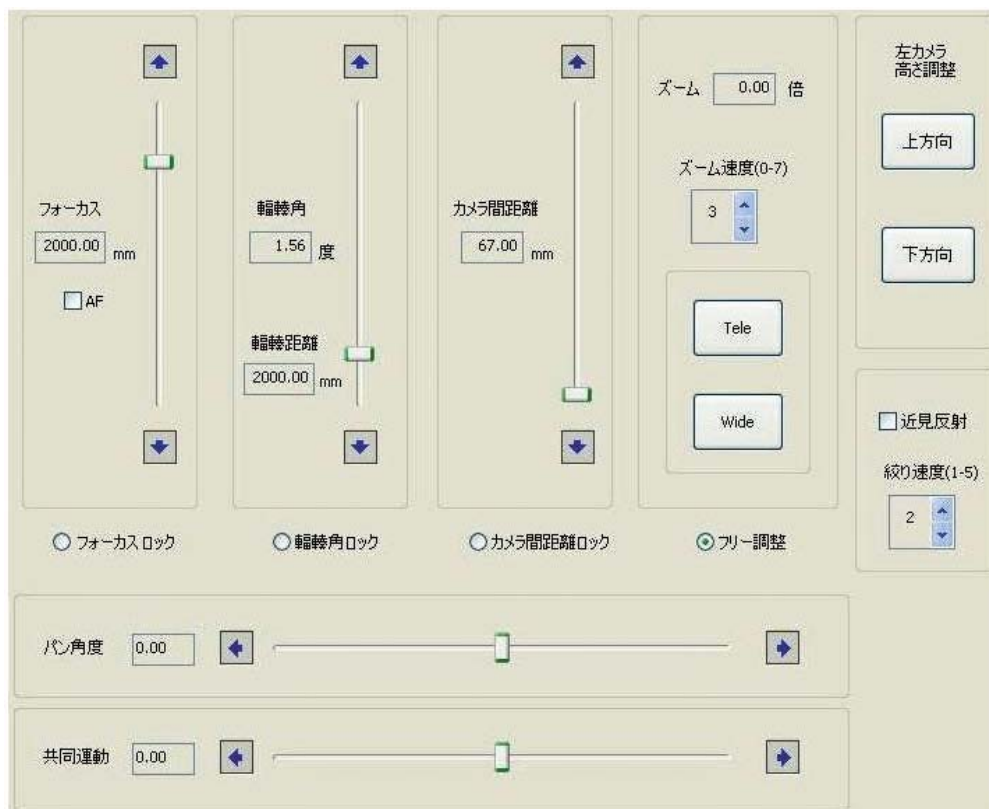 フォーカス
2000.00 mm
AF
輻輳角
1.56 度
輻輳距離
2000.00 mm
カメラ間距離
67.00 mm
ズーム 0.00 倍
ズーム速度(0-7)
3
Tele
Wide
左カメラ
高さ調整
上方向
下方向
近見反射
絞り速度(1-5)
2
フォーカスロック
輻輳角ロック
カメラ間距離ロック
フリー調整
パン角度 0.00
共同運動 0.00